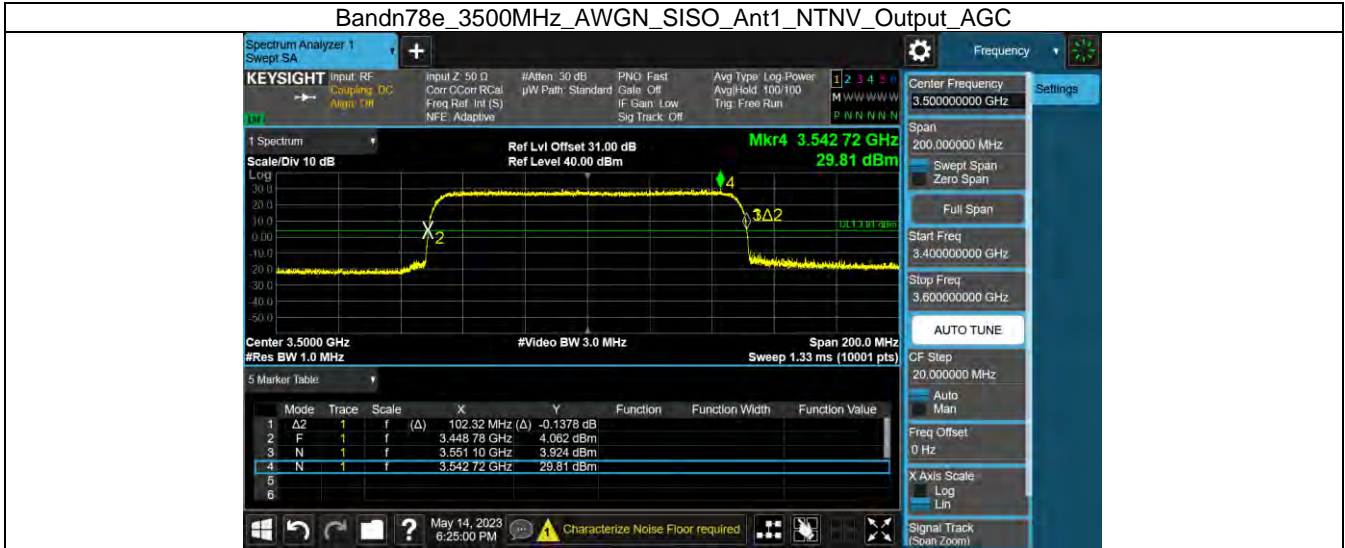 Bandn78e_3500MHz_AWGN_SISO_Ant1_NTNV_Output_AGC
Spectrum Analyzer 1
Swept SA
+
Frequency
KEYSIGHT
Input: RF
Coupling: DC
Align: Off
Input Z: 50 Ω
Corr CCorr RCal
Freq Ref: Int (S)
NFE: Adaptive
#Atten: 30 dB
µW Path: Standard
PNO: Fast
Gate: Off
IF Gain: Low
Sig Track: Off
Avg Type: Log-Power
Avg|Hold: 100/100
Trig: Free Run
1 2 3 4 5 6
M W W W W W
P N N N N N
Center Frequency
3.500000000 GHz
Settings
Span
200.000000 MHz
Swept Span
Zero Span
Full Span
Start Freq
3.400000000 GHz
Stop Freq
3.600000000 GHz
AUTO TUNE
CF Step
20.000000 MHz
Auto
Man
Freq Offset
0 Hz
X Axis Scale
Log
Lin
Signal Track
(Span Zoom)
1 Spectrum
Scale/Div 10 dB
Ref Lvl Offset 31.00 dB
Ref Level 40.00 dBm
Mkr4 3.542 72 GHz
29.81 dBm
Log
30.0
20.0
10.0
0.00
-10.0
-20.0
-30.0
-40.0
-50.0
4
3Δ2
2
DL1 3.81 dBm
Center 3.5000 GHz
#Res BW 1.0 MHz
#Video BW 3.0 MHz
Span 200.0 MHz
Sweep 1.33 ms (10001 pts)
5 Marker Table
Mode Trace Scale X Y Function Function Width Function Value
1 Δ2 1 f (Δ) 102.32 MHz (Δ) -0.1378 dB
2 F 1 f 3.448 78 GHz 4.062 dBm
3 N 1 f 3.551 10 GHz 3.924 dBm
4 N 1 f 3.542 72 GHz 29.81 dBm
5
6
?
May 14, 2023
6:25:00 PM
Characterize Noise Floor required